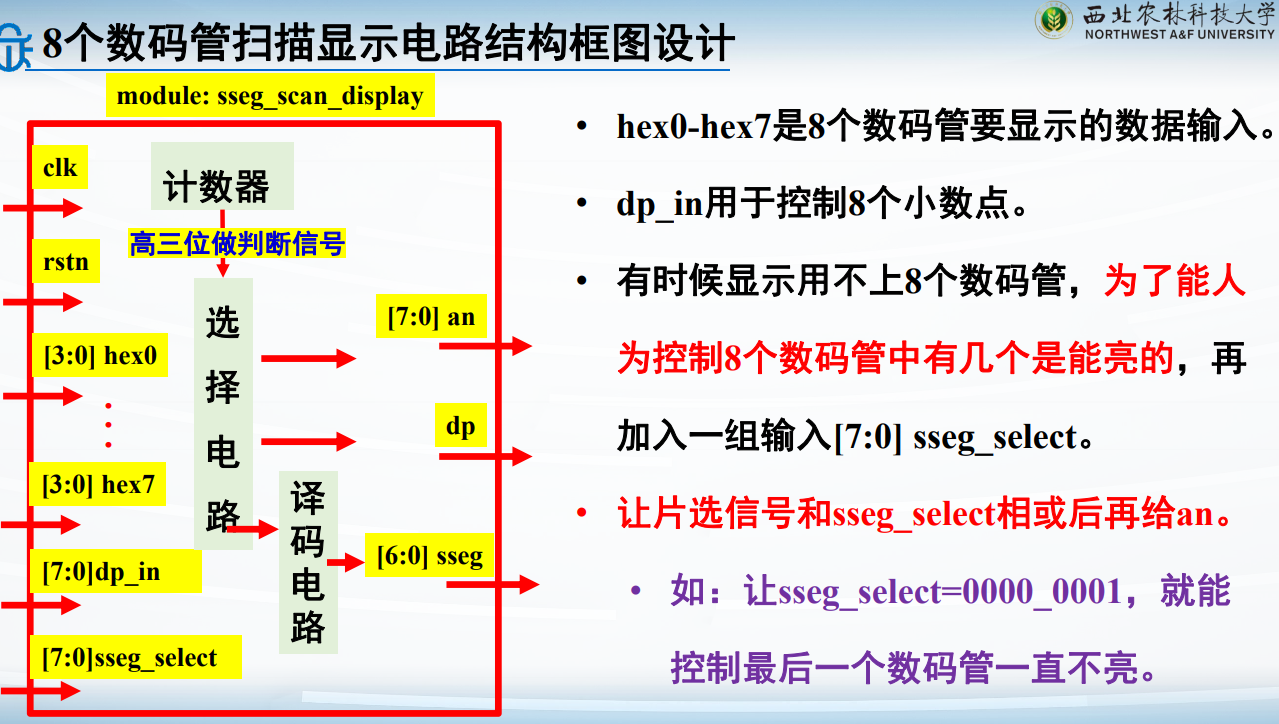 8个数码管扫描显示电路结构框图设计
西北农林科技大学
NORTHWEST A&F UNIVERSITY
module: sseg_scan_display
clk
rstn
[3:0] hex0
[3:0] hex7
[7:0]dp_in
[7:0]sseg_select
计数器
高三位做判断信号
选择电路
译码电路
[7:0] an
dp
[6:0] sseg
• hex0-hex7是8个数码管要显示的数据输入。
• dp_in用于控制8个小数点。
• 有时候显示用不上8个数码管，为了能人
为控制8个数码管中有几个是能亮的，再
加入一组输入[7:0] sseg_select。
• 让片选信号和sseg_select相或后再给an。
• 如：让sseg_select=0000_0001，就能
控制最后一个数码管一直不亮。